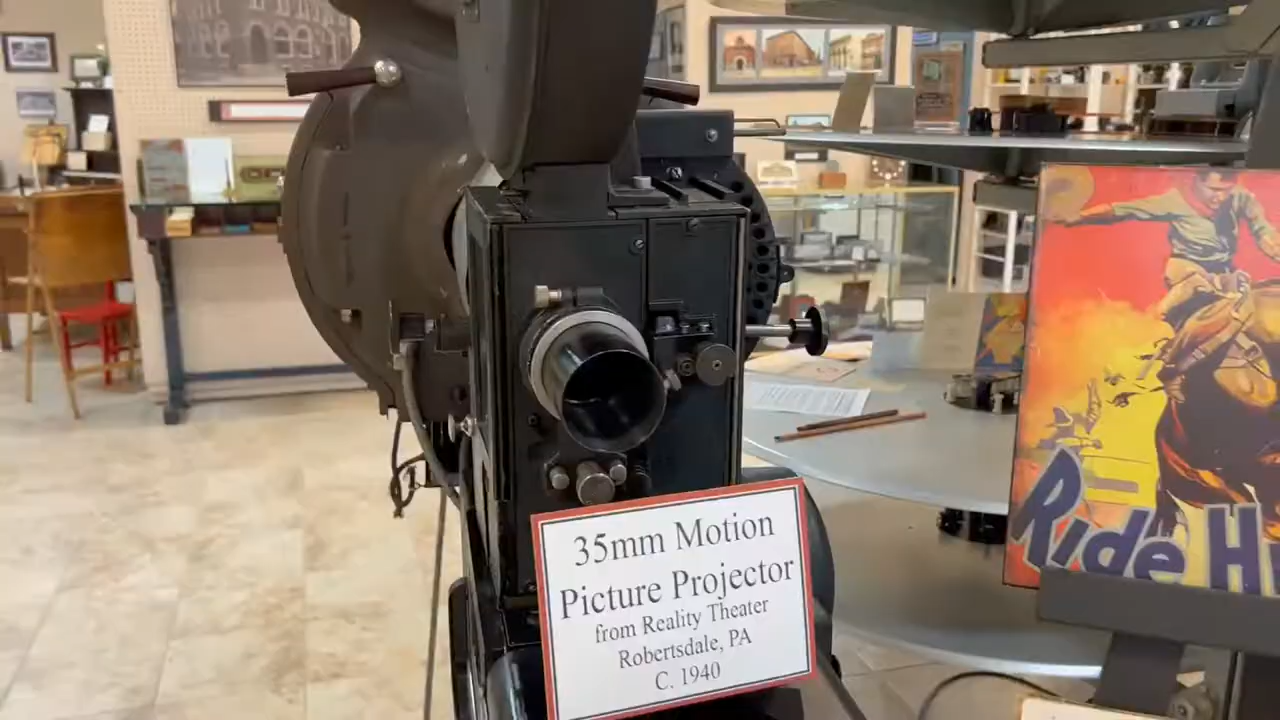 35mm Motion
Picture Projector
from Reality Theater
Robertsdale, PA
C. 1940
Ride H